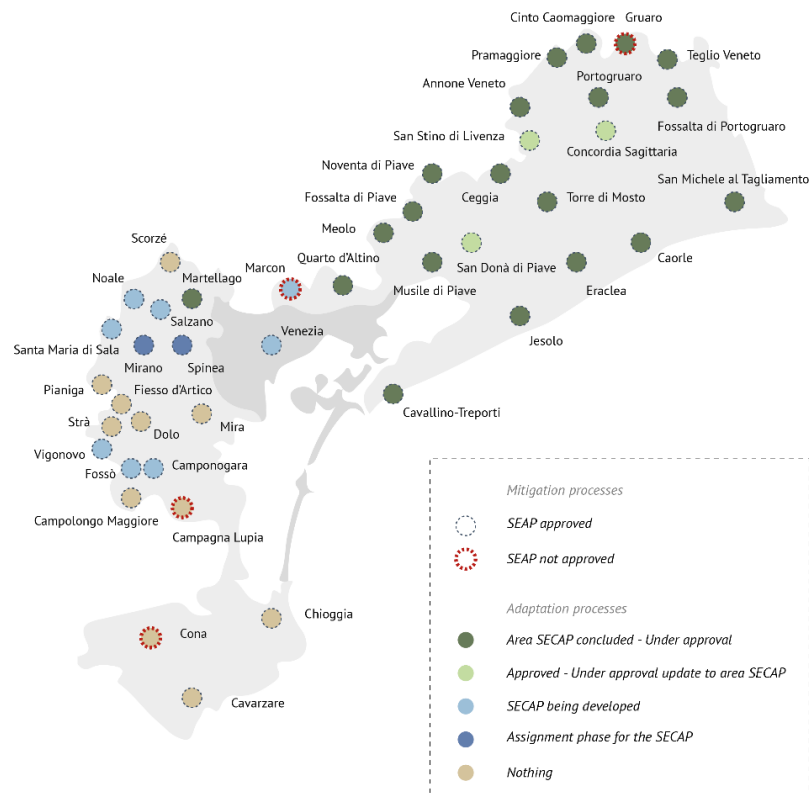 Cinto Caomaggiore
Gruaro
Pramaggiore
Teglio Veneto
Portogruaro
Annone Veneto
Fossalta di Portogruaro
San Stino di Livenza
Concordia Sagittaria
Noventa di Piave
San Michele al Tagliamento
Ceggia
Torre di Mosto
Fossalta di Piave
Meolo
Scorzé
Quarto d'Altino
Caorle
Marcon
San Donà di Piave
Noale
Martellago
Musile di Piave
Eraclea
Salzano
Venezia
Jesolo
Santa Maria di Sala
Mirano
Spinea
Pianiga
Fiesso d'Artico
Cavallino-Treporti
Strà
Dolo
Mira
Vigonovo
Fossò
Camponogara
Campolongo Maggiore
Campagna Lupia
Chioggia
Cona
Cavarzare
Mitigation processes
SEAP approved
SEAP not approved
Adaptation processes
Area SECAP concluded - Under approval
Approved - Under approval update to area SECAP
SECAP being developed
Assignment phase for the SECAP
Nothing